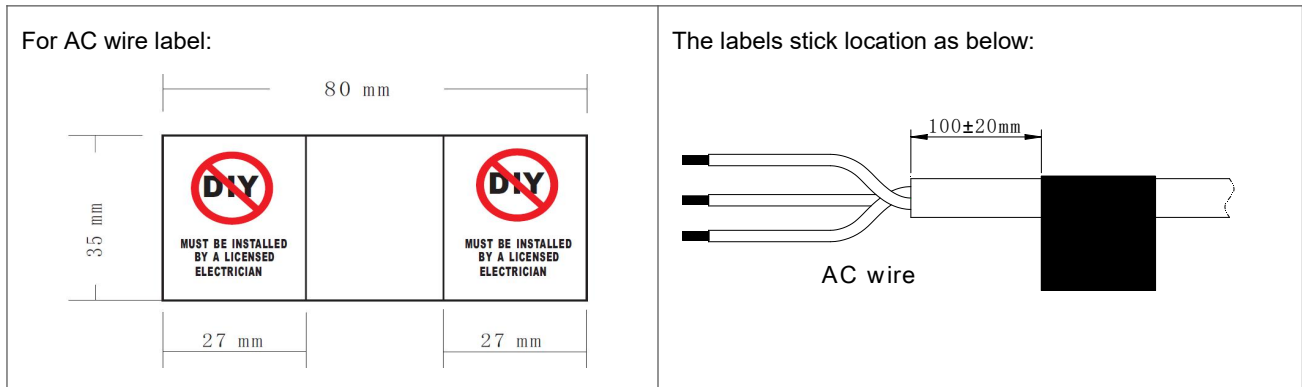 For AC wire label:
80 mm
35 mm
DIY
MUST BE INSTALLED
BY A LICENSED
ELECTRICIAN
DIY
MUST BE INSTALLED
BY A LICENSED
ELECTRICIAN
27 mm
27 mm
The labels stick location as below:
100±20mm
AC wire